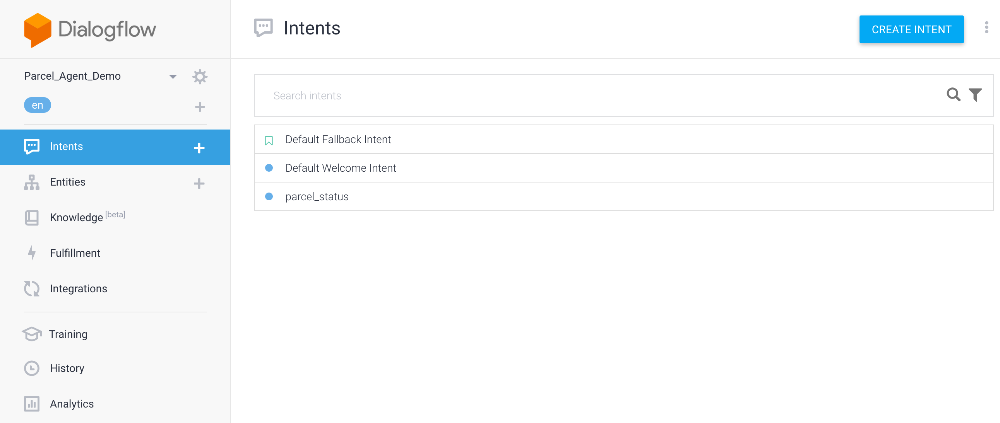 Dialogflow
Parcel_Agent_Demo
en
Intents
Entities
Knowledge [beta]
Fulfillment
Integrations
Training
History
Analytics
Intents
CREATE INTENT
Search intents
Default Fallback Intent
Default Welcome Intent
parcel_status